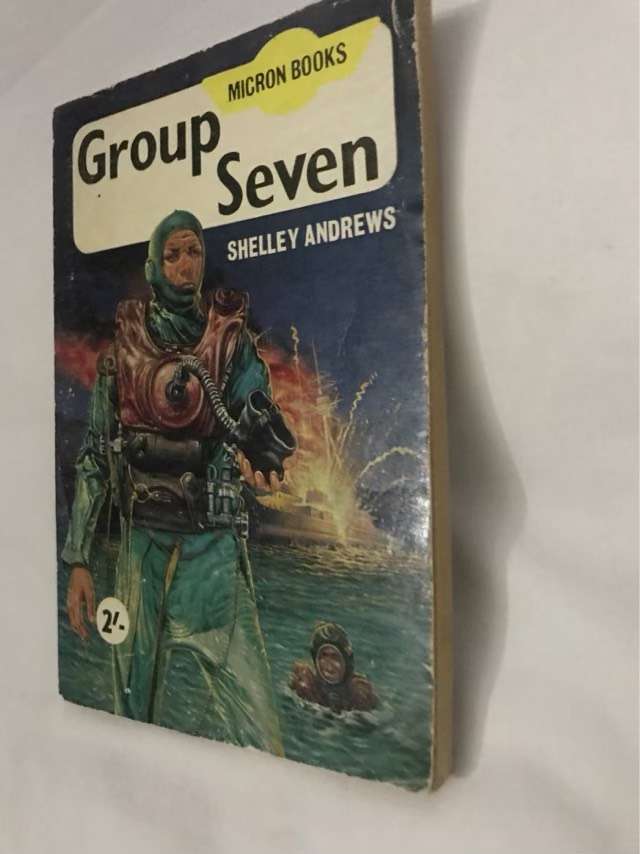 MICRON BOOKS
Group
Seven
SHELLEY ANDREWS
2/-